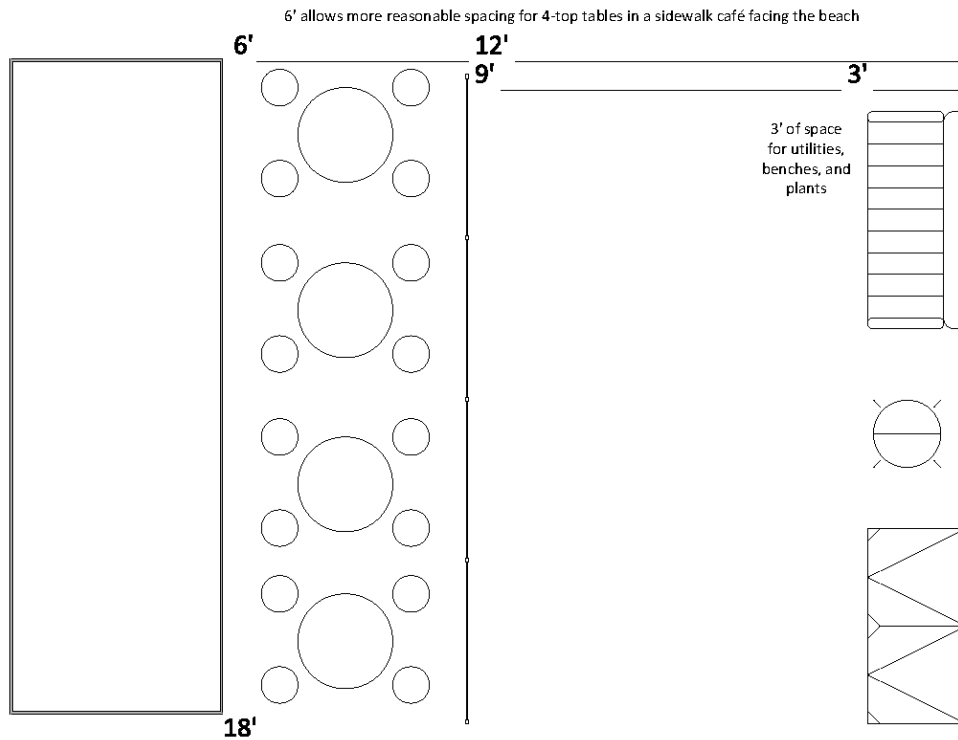 6' allows more reasonable spacing for 4-top tables in a sidewalk café facing the beach
6'
12'
9'
3'
3' of space
for utilities,
benches, and
plants
18'